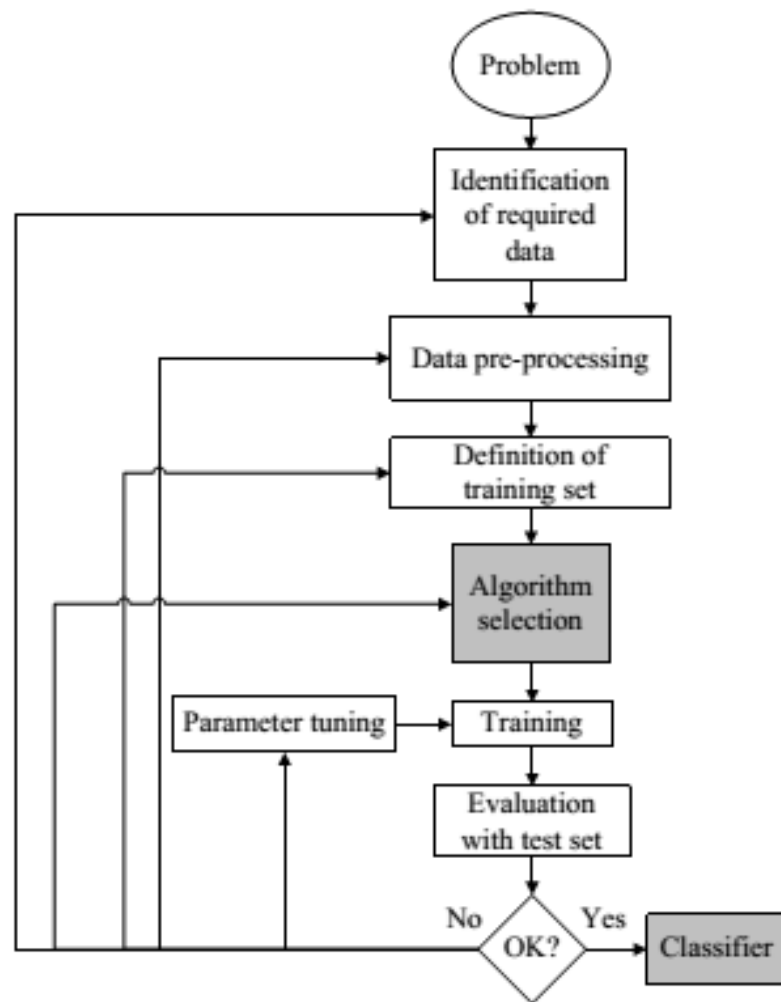 Problem
Identification
of required
data
Data pre-processing
Definition of
training set
Algorithm
selection
Parameter tuning
Training
Evaluation
with test set
No
OK?
Yes
Classifier